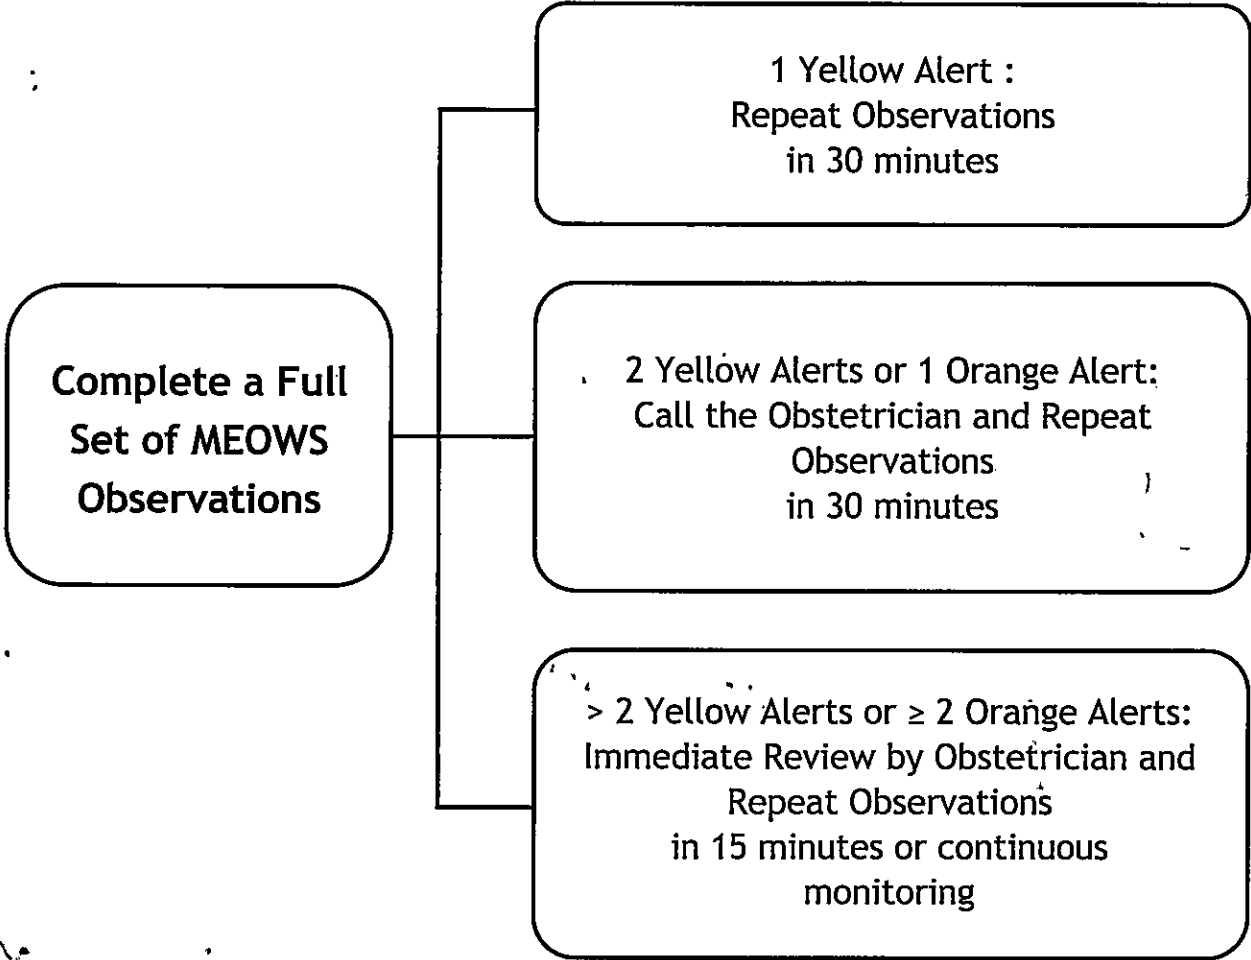 Complete a Full
Set of MEOWS
Observations
1 Yellow Alert :
Repeat Observations
in 30 minutes
2 Yellow Alerts or 1 Orange Alert:
Call the Obstetrician and Repeat
Observations
in 30 minutes
> 2 Yellow Alerts or ≥ 2 Orange Alerts:
Immediate Review by Obstetrician and
Repeat Observations
in 15 minutes or continuous
monitoring